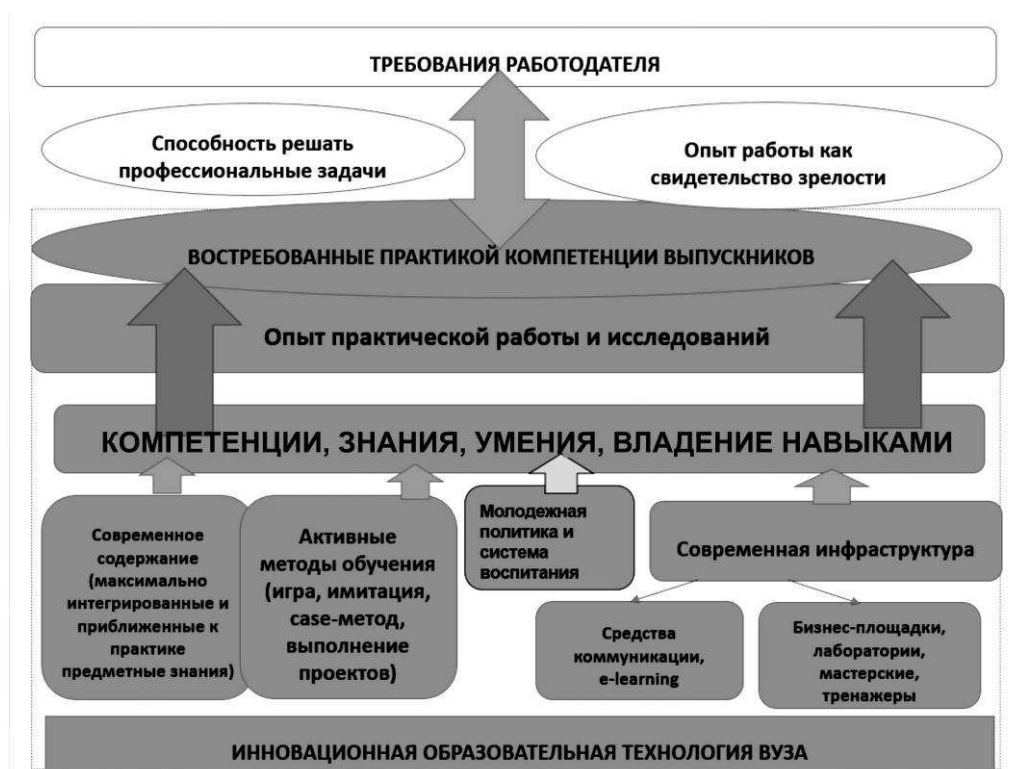 ТРЕБОВАНИЯ РАБОТОДАТЕЛЯ
Способность решать
профессиональные задачи
Опыт работы как
свидетельство зрелости
ВОСТРЕБОВАННЫЕ ПРАКТИКОЙ КОМПЕТЕНЦИИ ВЫПУСКНИКОВ
Опыт практической работы и исследований
КОМПЕТЕНЦИИ, ЗНАНИЯ, УМЕНИЯ, ВЛАДЕНИЕ НАВЫКАМИ
Современное
содержание
(максимально
интегрированные и
приближенные к
практике
предметные знания)
Активные
методы обучения
(игра, имитация,
case-метод,
выполнение
проектов)
Молодежная
политика и
система
воспитания
Современная инфраструктура
Средства
коммуникации,
e-learning
Бизнес-площадки,
лаборатории,
мастерские,
тренажеры
ИННОВАЦИОННАЯ ОБРАЗОВАТЕЛЬНАЯ ТЕХНОЛОГИЯ ВУЗА